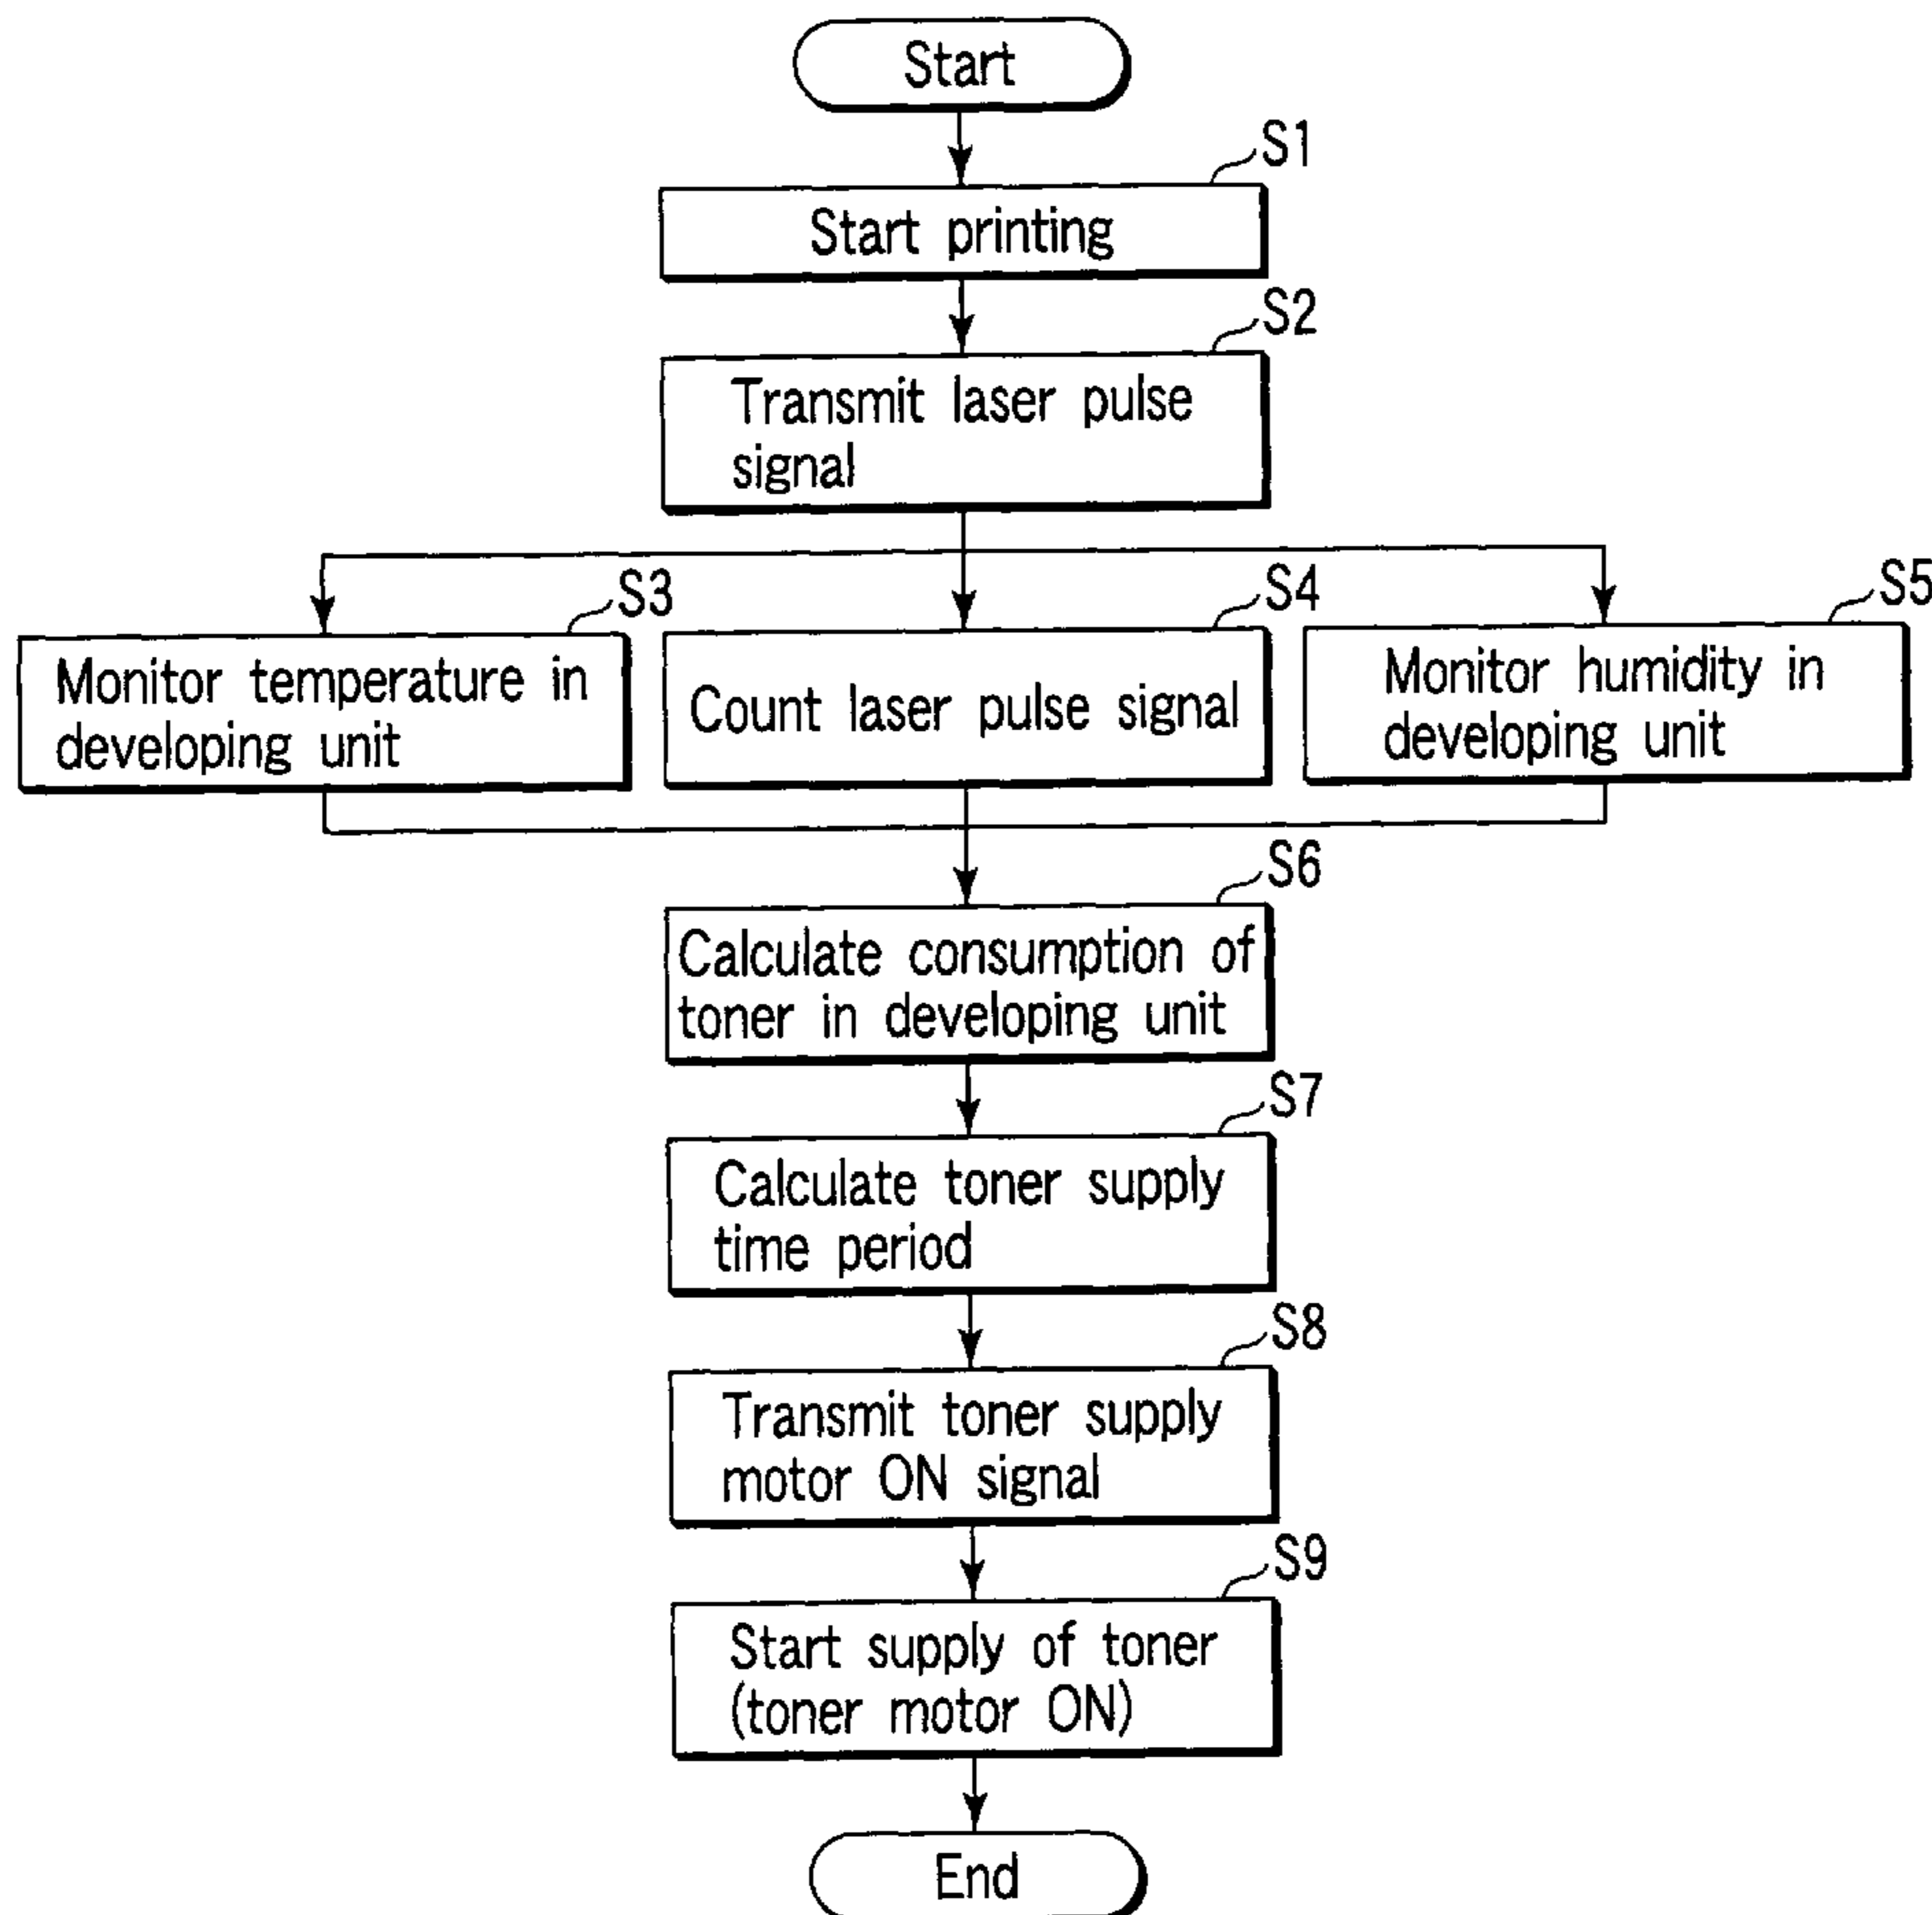 Start
S1
Start printing
S2
Transmit laser pulse
signal
S3
Monitor temperature in
developing unit
S4
Count laser pulse signal
S5
Monitor humidity in
developing unit
S6
Calculate consumption of
toner in developing unit
S7
Calculate toner supply
time period
S8
Transmit toner supply
motor ON signal
S9
Start supply of toner
(toner motor ON)
End